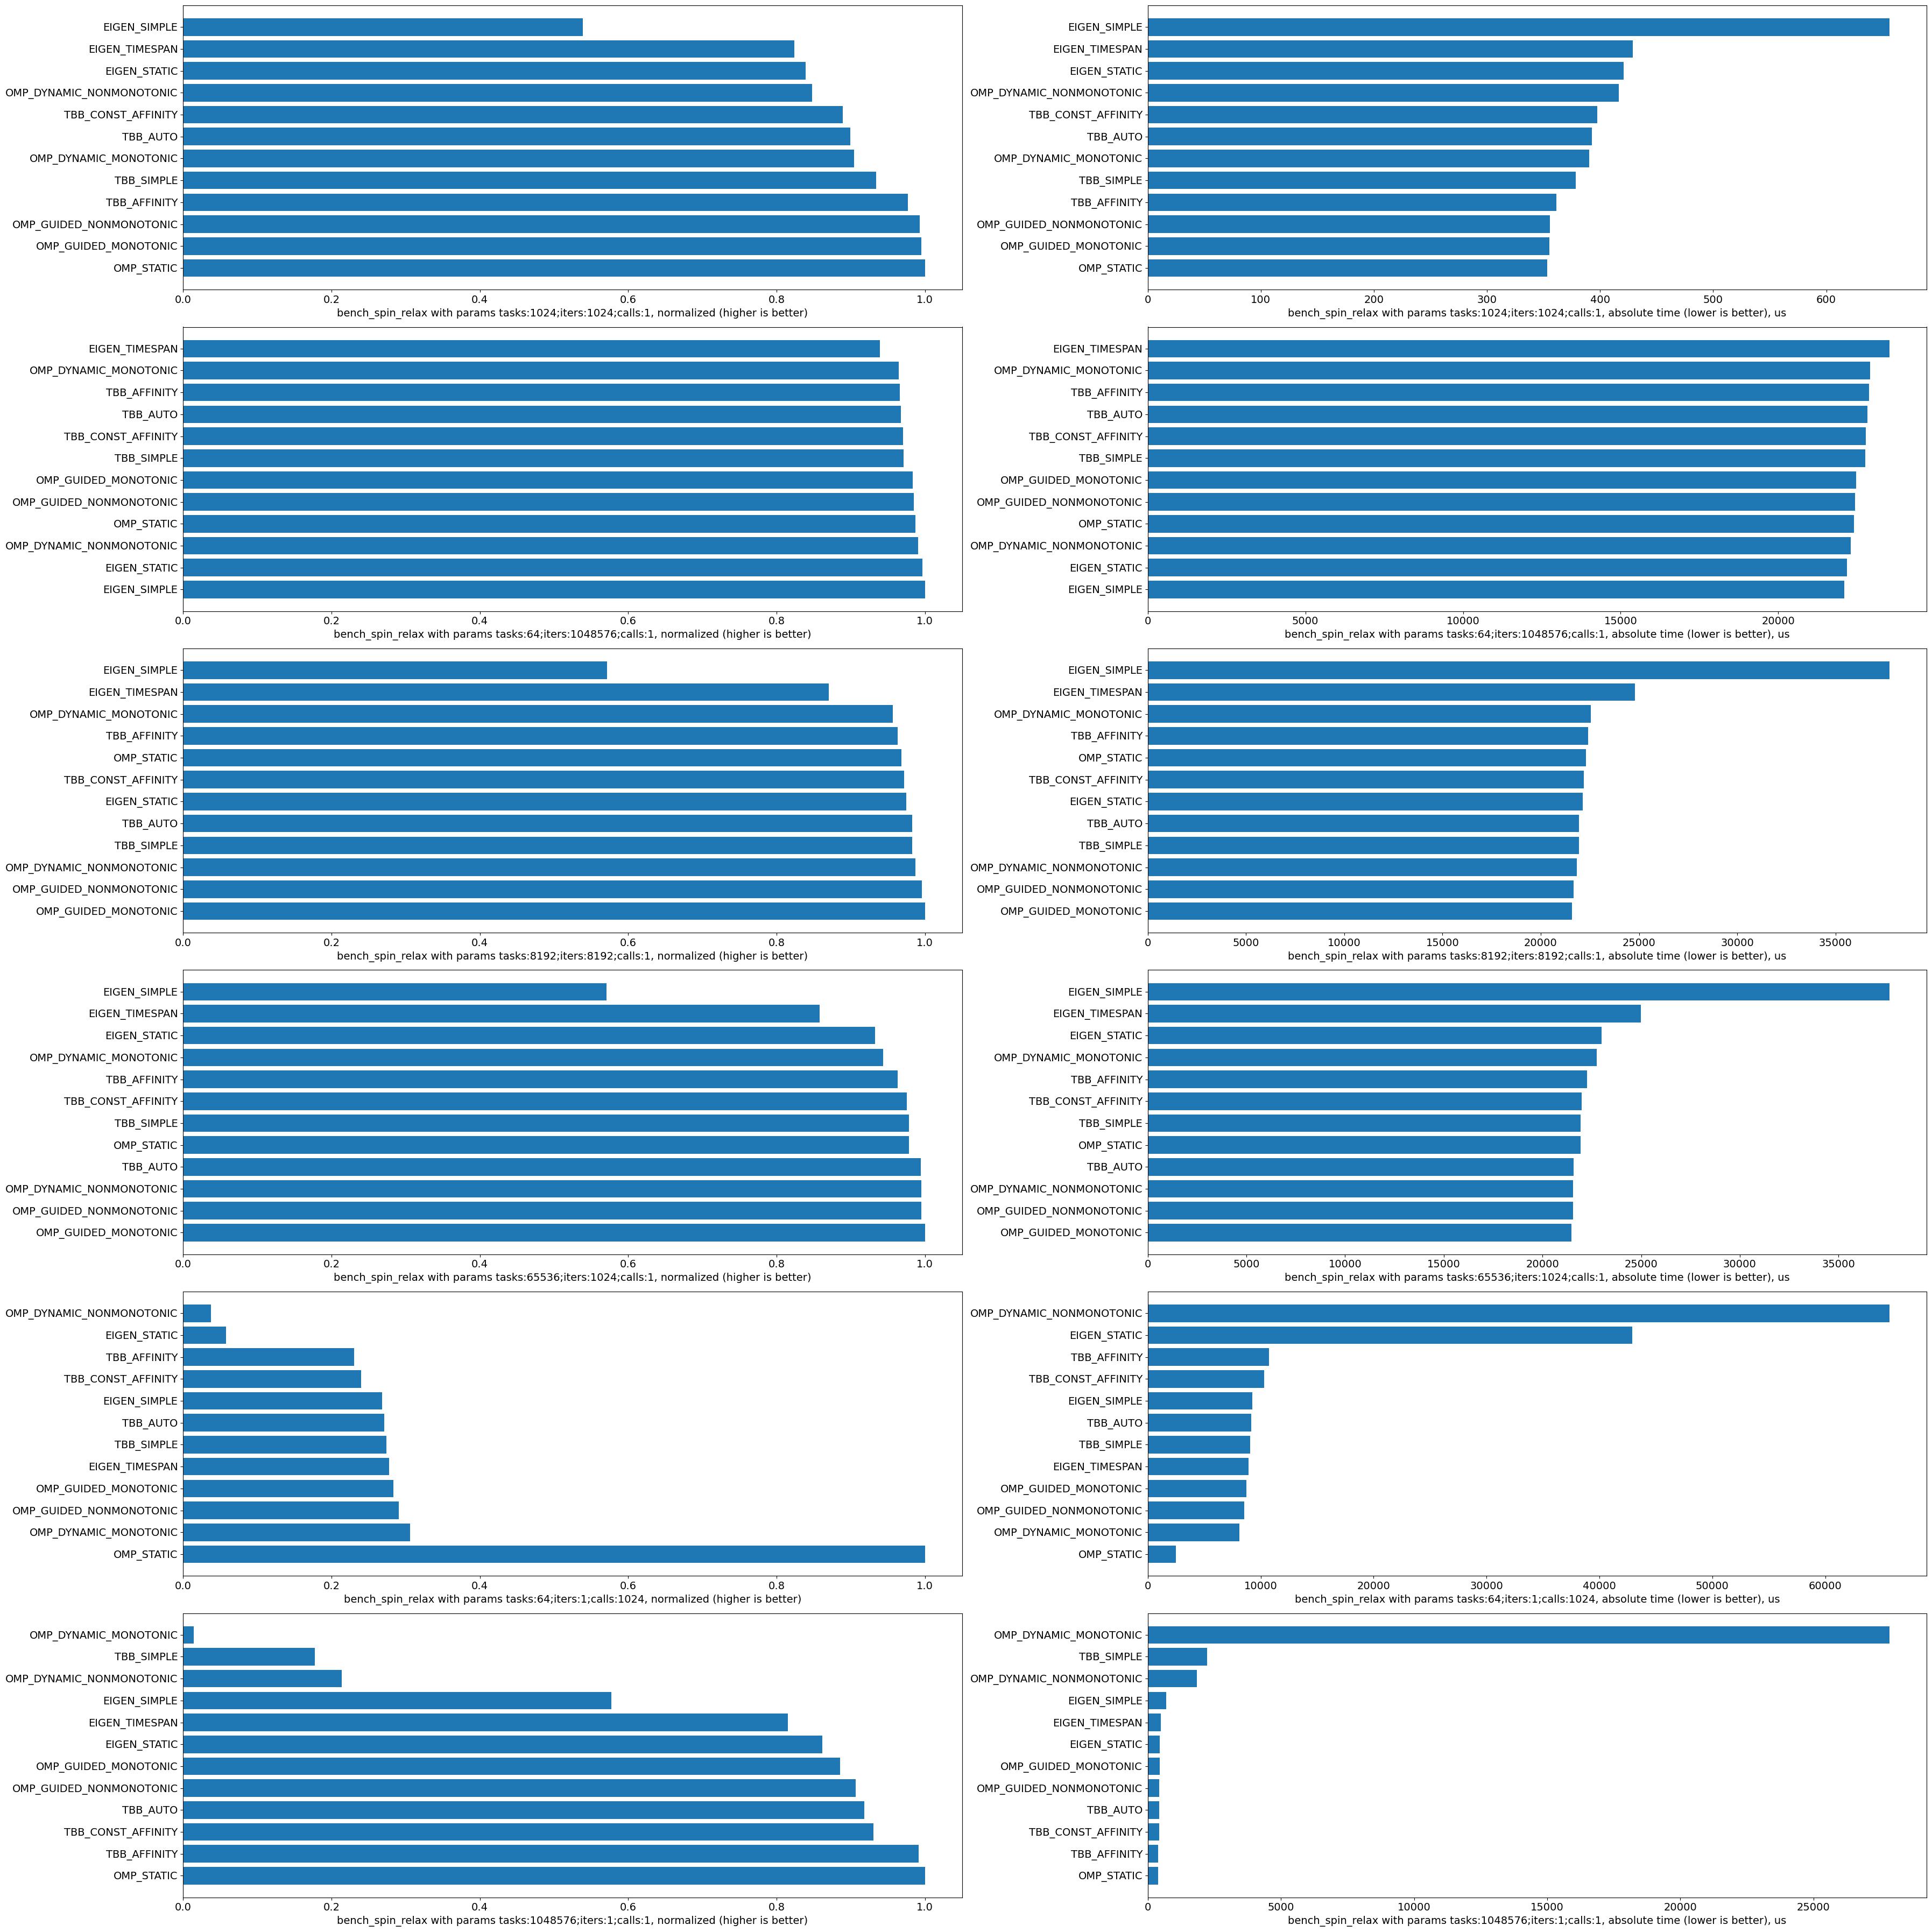 EIGEN_SIMPLE
EIGEN_TIMESPAN
EIGEN_STATIC
OMP_DYNAMIC_NONMONOTONIC
TBB_CONST_AFFINITY
TBB_AUTO
OMP_DYNAMIC_MONOTONIC
TBB_SIMPLE
TBB_AFFINITY
OMP_GUIDED_NONMONOTONIC
OMP_GUIDED_MONOTONIC
OMP_STATIC
0.0 0.2 0.4 0.6 0.8 1.0
bench_spin_relax with params tasks:1024;iters:1024;calls:1, normalized (higher is better)
EIGEN_SIMPLE
EIGEN_TIMESPAN
EIGEN_STATIC
OMP_DYNAMIC_NONMONOTONIC
TBB_CONST_AFFINITY
TBB_AUTO
OMP_DYNAMIC_MONOTONIC
TBB_SIMPLE
TBB_AFFINITY
OMP_GUIDED_NONMONOTONIC
OMP_GUIDED_MONOTONIC
OMP_STATIC
0 100 200 300 400 500 600
bench_spin_relax with params tasks:1024;iters:1024;calls:1, absolute time (lower is better), us
EIGEN_TIMESPAN
OMP_DYNAMIC_MONOTONIC
TBB_AFFINITY
TBB_AUTO
TBB_CONST_AFFINITY
TBB_SIMPLE
OMP_GUIDED_MONOTONIC
OMP_GUIDED_NONMONOTONIC
OMP_STATIC
OMP_DYNAMIC_NONMONOTONIC
EIGEN_STATIC
EIGEN_SIMPLE
0.0 0.2 0.4 0.6 0.8 1.0
bench_spin_relax with params tasks:64;iters:1048576;calls:1, normalized (higher is better)
EIGEN_TIMESPAN
OMP_DYNAMIC_MONOTONIC
TBB_AFFINITY
TBB_AUTO
TBB_CONST_AFFINITY
TBB_SIMPLE
OMP_GUIDED_MONOTONIC
OMP_GUIDED_NONMONOTONIC
OMP_STATIC
OMP_DYNAMIC_NONMONOTONIC
EIGEN_STATIC
EIGEN_SIMPLE
0 5000 10000 15000 20000
bench_spin_relax with params tasks:64;iters:1048576;calls:1, absolute time (lower is better), us
EIGEN_SIMPLE
EIGEN_TIMESPAN
OMP_DYNAMIC_MONOTONIC
TBB_AFFINITY
OMP_STATIC
TBB_CONST_AFFINITY
EIGEN_STATIC
TBB_AUTO
TBB_SIMPLE
OMP_DYNAMIC_NONMONOTONIC
OMP_GUIDED_NONMONOTONIC
OMP_GUIDED_MONOTONIC
0.0 0.2 0.4 0.6 0.8 1.0
bench_spin_relax with params tasks:8192;iters:8192;calls:1, normalized (higher is better)
EIGEN_SIMPLE
EIGEN_TIMESPAN
OMP_DYNAMIC_MONOTONIC
TBB_AFFINITY
OMP_STATIC
TBB_CONST_AFFINITY
EIGEN_STATIC
TBB_AUTO
TBB_SIMPLE
OMP_DYNAMIC_NONMONOTONIC
OMP_GUIDED_NONMONOTONIC
OMP_GUIDED_MONOTONIC
0 5000 10000 15000 20000 25000 30000 35000
bench_spin_relax with params tasks:8192;iters:8192;calls:1, absolute time (lower is better), us
EIGEN_SIMPLE
EIGEN_TIMESPAN
EIGEN_STATIC
OMP_DYNAMIC_MONOTONIC
TBB_AFFINITY
TBB_CONST_AFFINITY
TBB_SIMPLE
OMP_STATIC
TBB_AUTO
OMP_DYNAMIC_NONMONOTONIC
OMP_GUIDED_NONMONOTONIC
OMP_GUIDED_MONOTONIC
0.0 0.2 0.4 0.6 0.8 1.0
bench_spin_relax with params tasks:65536;iters:1024;calls:1, normalized (higher is better)
EIGEN_SIMPLE
EIGEN_TIMESPAN
EIGEN_STATIC
OMP_DYNAMIC_MONOTONIC
TBB_AFFINITY
TBB_CONST_AFFINITY
TBB_SIMPLE
OMP_STATIC
TBB_AUTO
OMP_DYNAMIC_NONMONOTONIC
OMP_GUIDED_NONMONOTONIC
OMP_GUIDED_MONOTONIC
0 5000 10000 15000 20000 25000 30000 35000
bench_spin_relax with params tasks:65536;iters:1024;calls:1, absolute time (lower is better), us
OMP_DYNAMIC_NONMONOTONIC
EIGEN_STATIC
TBB_AFFINITY
TBB_CONST_AFFINITY
EIGEN_SIMPLE
TBB_AUTO
TBB_SIMPLE
EIGEN_TIMESPAN
OMP_GUIDED_MONOTONIC
OMP_GUIDED_NONMONOTONIC
OMP_DYNAMIC_MONOTONIC
OMP_STATIC
0.0 0.2 0.4 0.6 0.8 1.0
bench_spin_relax with params tasks:64;iters:1;calls:1024, normalized (higher is better)
OMP_DYNAMIC_NONMONOTONIC
EIGEN_STATIC
TBB_AFFINITY
TBB_CONST_AFFINITY
EIGEN_SIMPLE
TBB_AUTO
TBB_SIMPLE
EIGEN_TIMESPAN
OMP_GUIDED_MONOTONIC
OMP_GUIDED_NONMONOTONIC
OMP_DYNAMIC_MONOTONIC
OMP_STATIC
0 10000 20000 30000 40000 50000 60000
bench_spin_relax with params tasks:64;iters:1;calls:1024, absolute time (lower is better), us
OMP_DYNAMIC_MONOTONIC
TBB_SIMPLE
OMP_DYNAMIC_NONMONOTONIC
EIGEN_SIMPLE
EIGEN_TIMESPAN
EIGEN_STATIC
OMP_GUIDED_MONOTONIC
OMP_GUIDED_NONMONOTONIC
TBB_AUTO
TBB_CONST_AFFINITY
TBB_AFFINITY
OMP_STATIC
0.0 0.2 0.4 0.6 0.8 1.0
bench_spin_relax with params tasks:1048576;iters:1;calls:1, normalized (higher is better)
OMP_DYNAMIC_MONOTONIC
TBB_SIMPLE
OMP_DYNAMIC_NONMONOTONIC
EIGEN_SIMPLE
EIGEN_TIMESPAN
EIGEN_STATIC
OMP_GUIDED_MONOTONIC
OMP_GUIDED_NONMONOTONIC
TBB_AUTO
TBB_CONST_AFFINITY
TBB_AFFINITY
OMP_STATIC
0 5000 10000 15000 20000 25000
bench_spin_relax with params tasks:1048576;iters:1;calls:1, absolute time (lower is better), us